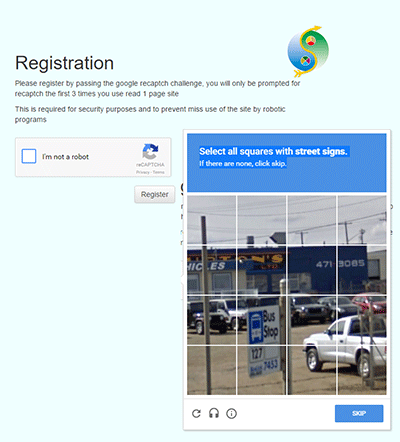 Registration
Please register by passing the google recaptch challenge, you will only be prompted for
recaptch the first 3 times you use read 1 page site
This is required for security purposes and to prevent miss use of the site by robotic
programs
I'm not a robot
reCAPTCHA
Privacy - Terms
Register
Select all squares with street signs.
If there are none, click skip.
HICLES
LTD.
471-3085
Bus
Stop
127
7453
SKIP